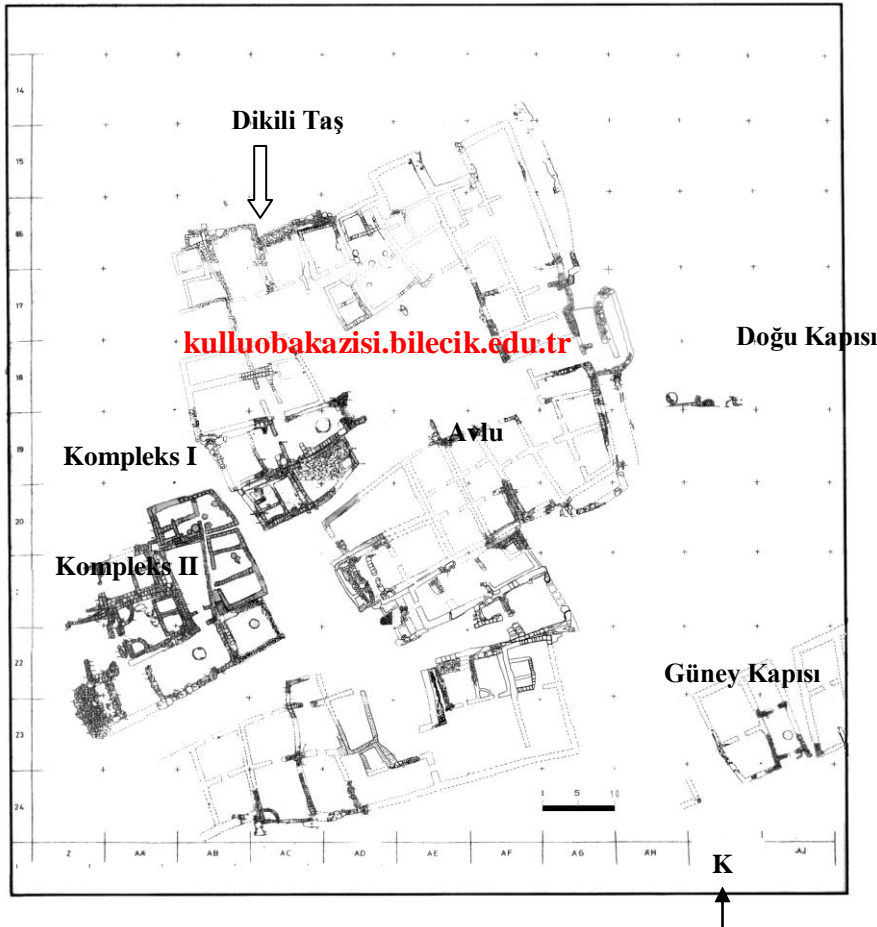 14
Dikili Taş
15
16
17
kulluobakazisi.bilecik.edu.tr
Doğu Kapısı
18
Avlu
Kompleks I
19
20
Kompleks II
22
Güney Kapısı
23
5 10
24
Z AA AB AC AD AE AF AG AH AJ
K